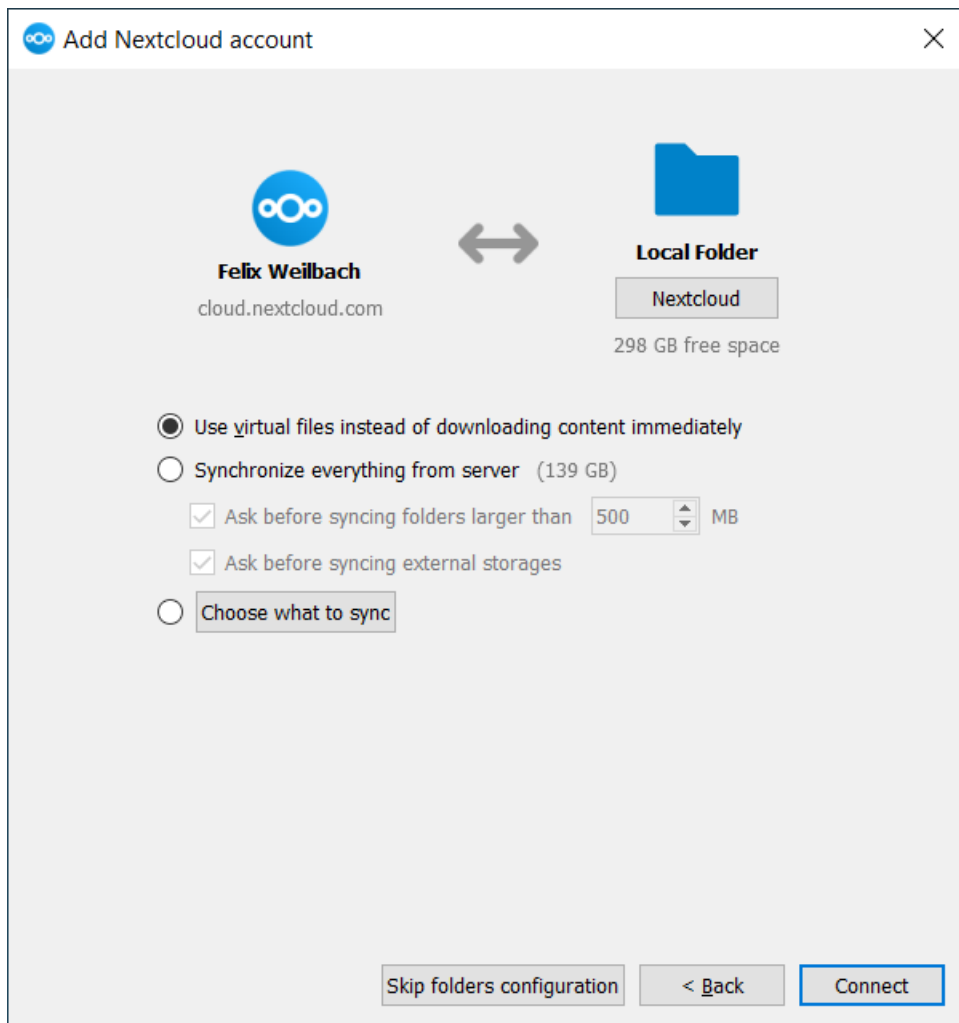 Add Nextcloud account
Felix Weilbach
cloud.nextcloud.com
Local Folder
Nextcloud
298 GB free space
Use virtual files instead of downloading content immediately
Synchronize everything from server (139 GB)
Ask before syncing folders larger than 500 MB
Ask before syncing external storages
Choose what to sync
Skip folders configuration < Back Connect